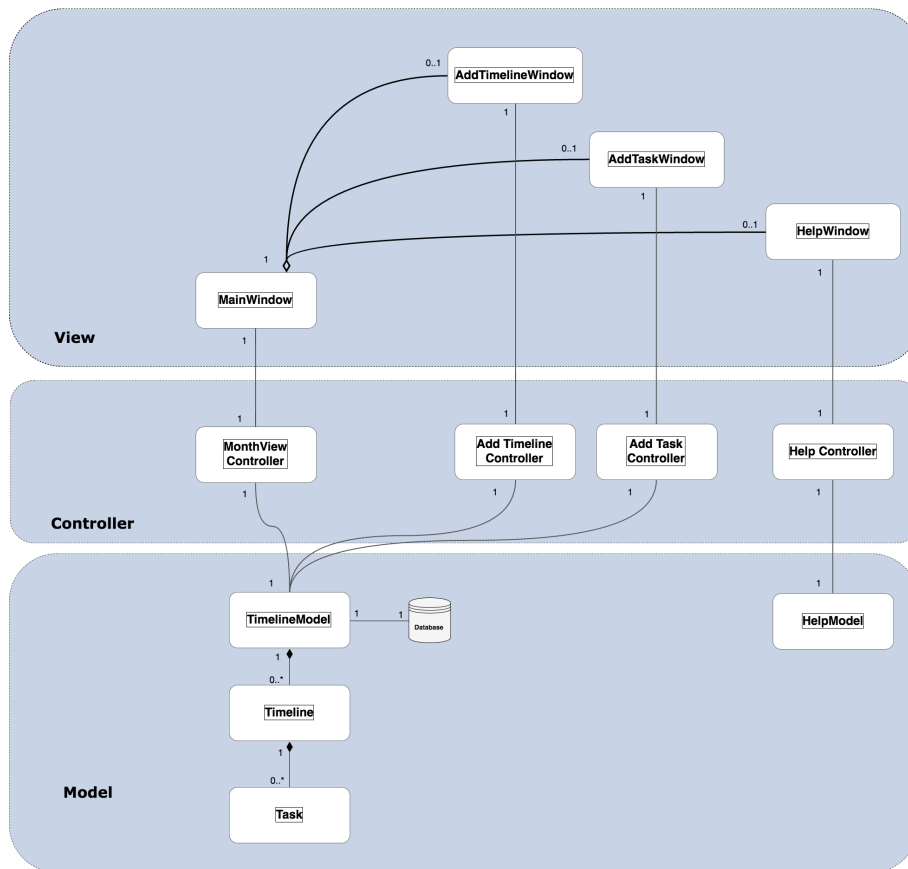 0..1
AddTimelineWindow
1
0..1
AddTaskWindow
1
0..1
HelpWindow
1
1
MainWindow
1
View
1
1
1
1
MonthView
Controller
Add Timeline
Controller
Add Task
Controller
Help Controller
1
1
1
1
Controller
1
1
TimelineModel
1
1
Database
HelpModel
1
0..*
Timeline
1
0..*
Model
Task